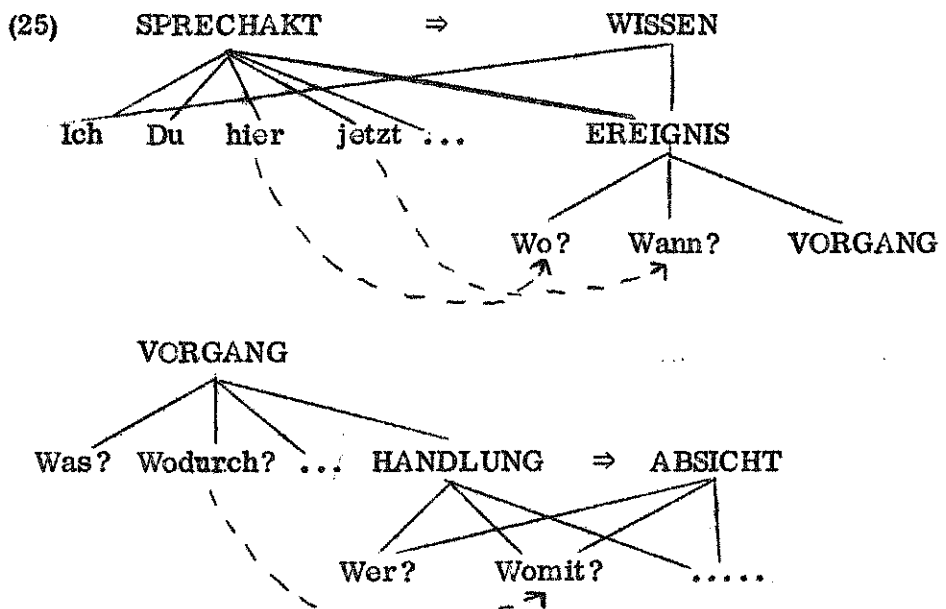 (25) SPRECHAKT ⇒ WISSEN
Ich Du hier jetzt ... EREIGNIS
Wo? Wann? VORGANG
VORGANG
Was? Wodurch? ... HANDLUNG ⇒ ABSICHT
Wer? Womit? .....